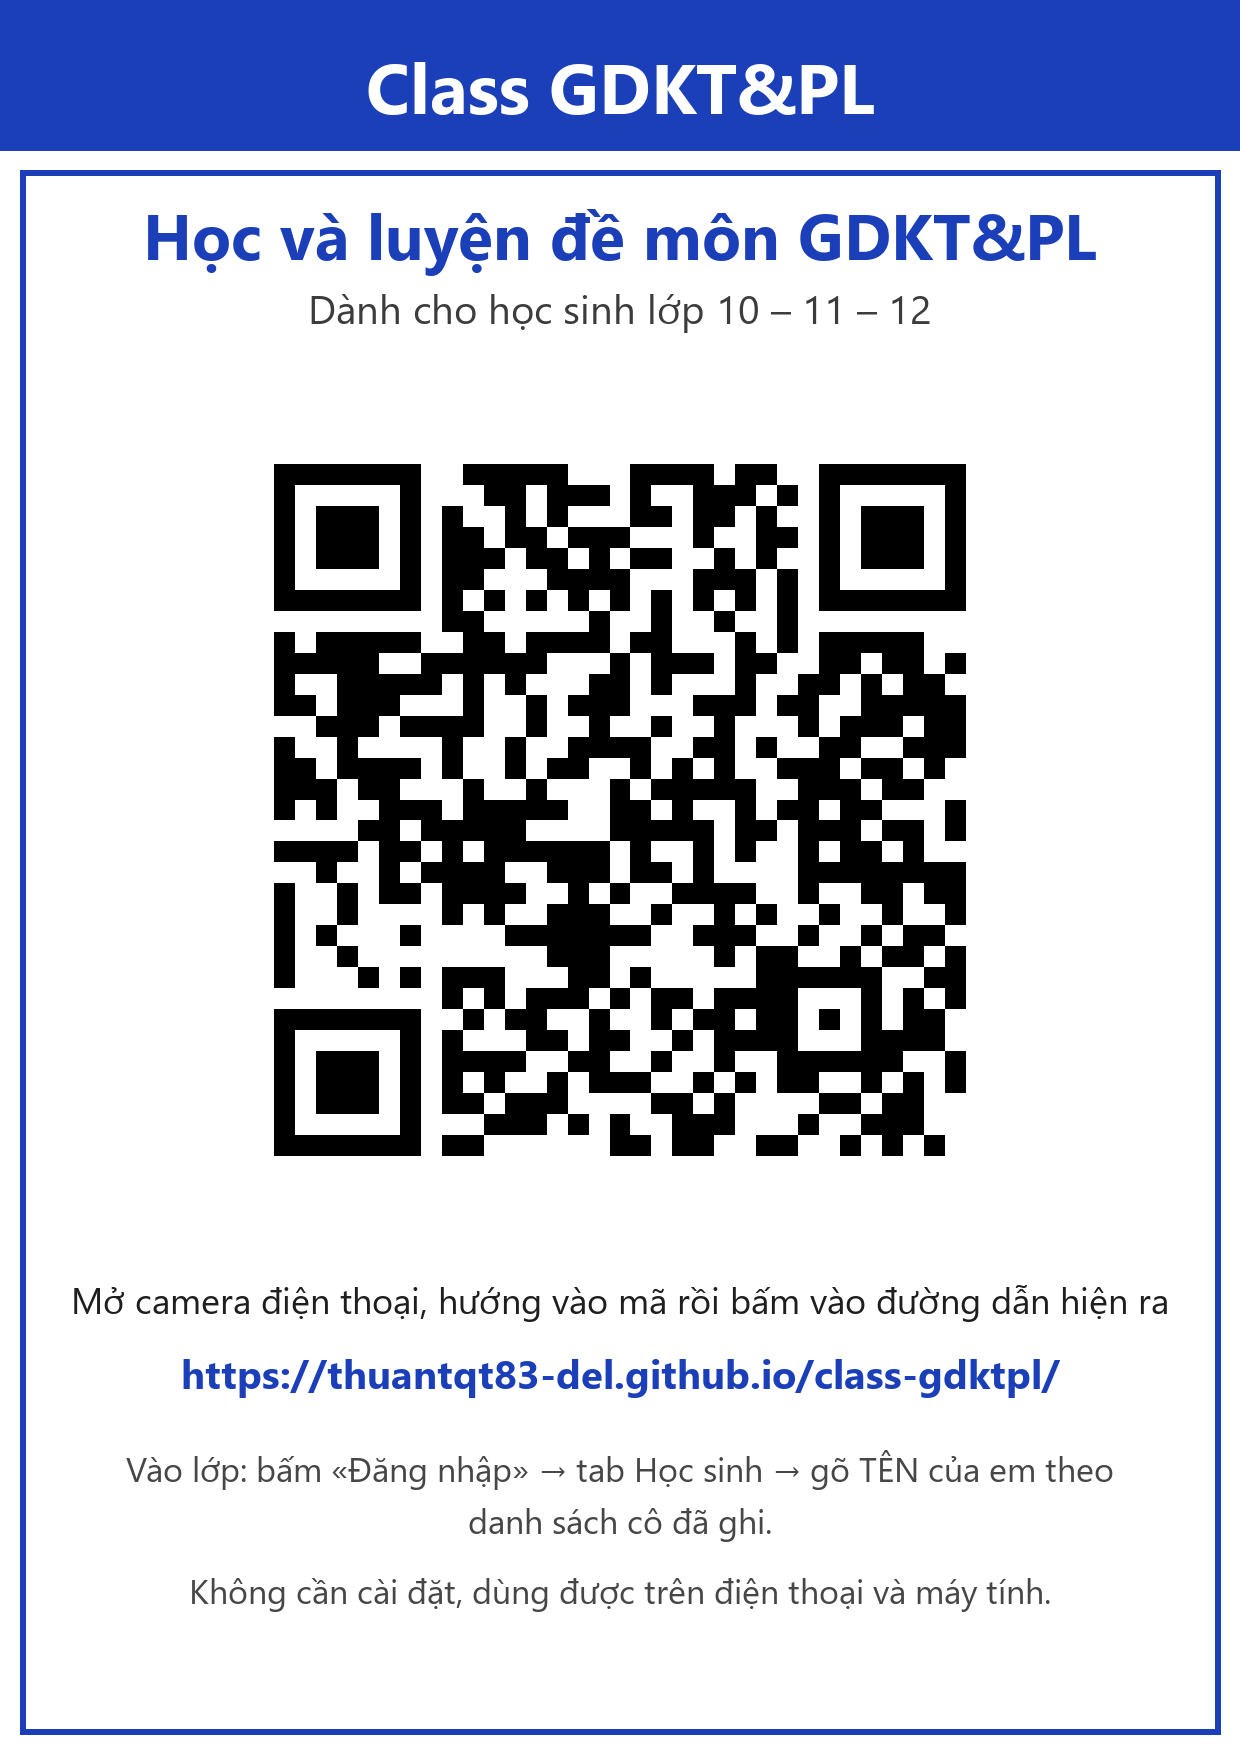 Class GDKT&PL
Học và luyện đề môn GDKT&PL
Dành cho học sinh lớp 10 – 11 – 12
Mở camera điện thoại, hướng vào mã rồi bấm vào đường dẫn hiện ra
https://thuantqt83-del.github.io/class-gdktpl/
Vào lớp: bấm «Đăng nhập» → tab Học sinh → gõ TÊN của em theo
danh sách cô đã ghi.
Không cần cài đặt, dùng được trên điện thoại và máy tính.